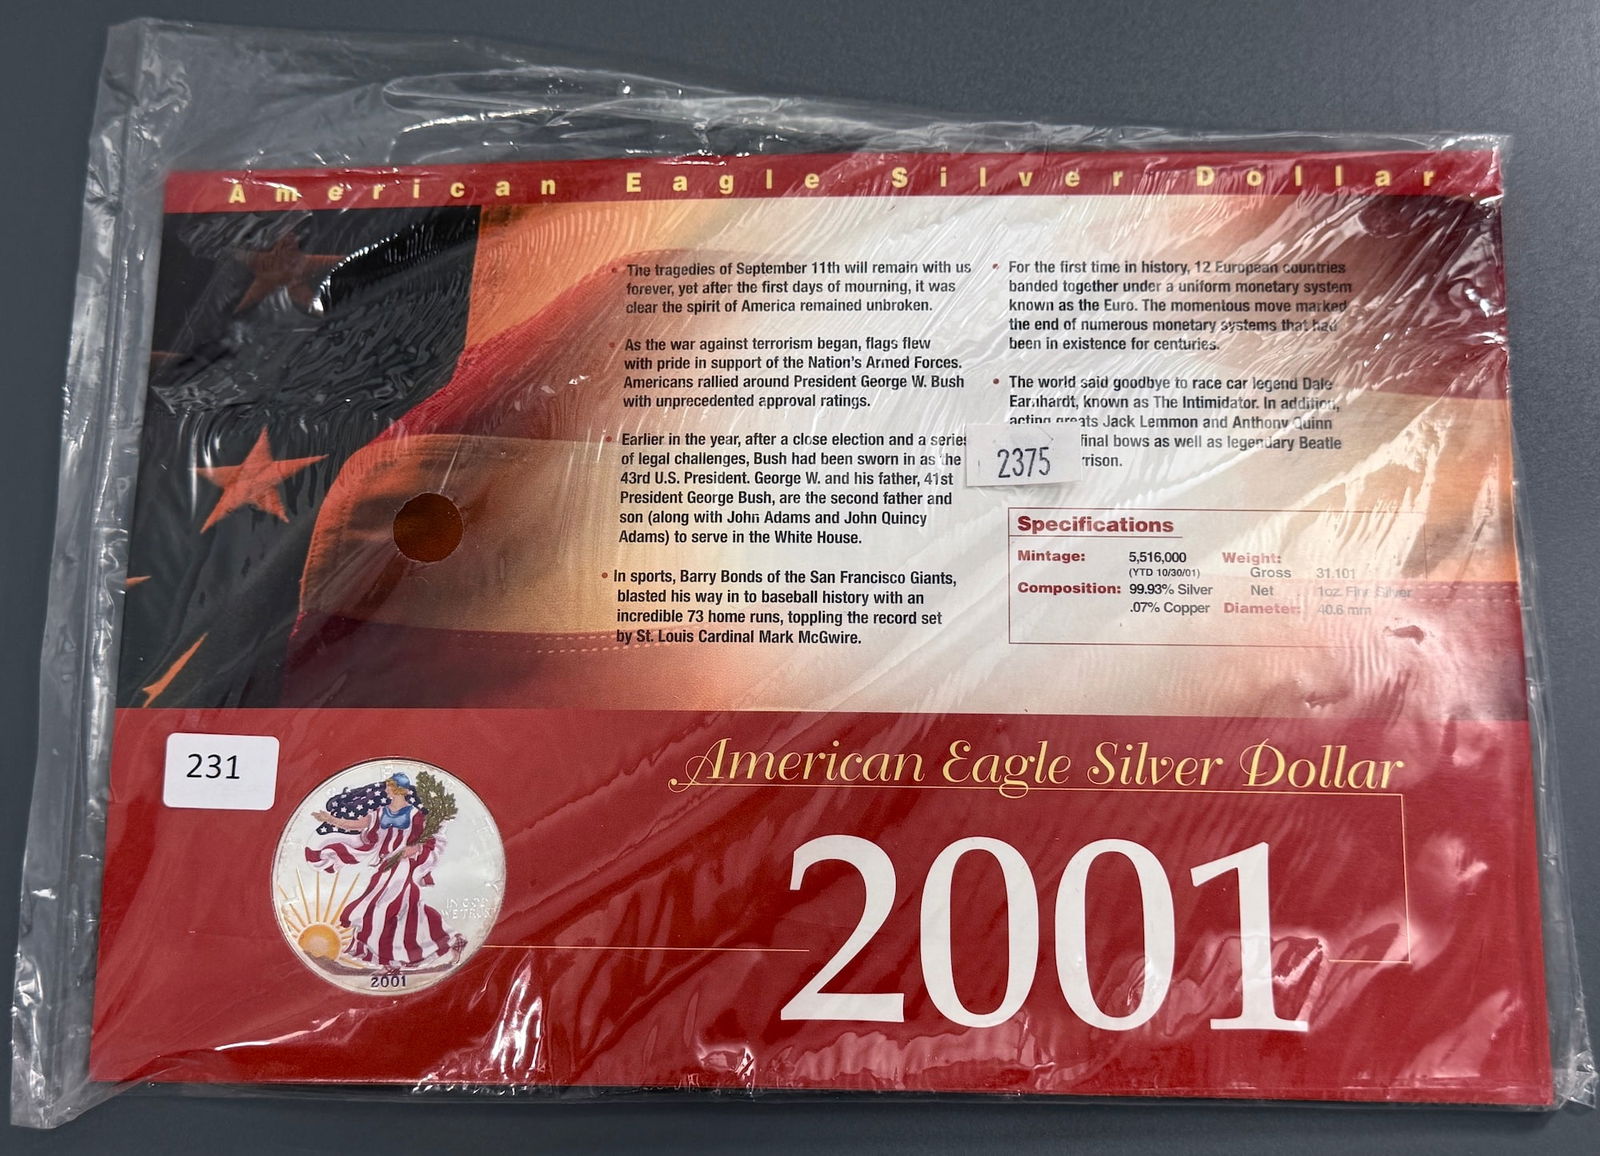 American Eagle Silver Dollar
• The tragedies of September 11th will remain with us
forever, yet after the first days of mourning, it was
clear the spirit of America remained unbroken.
• As the war against terrorism began, flags flew
with pride in support of the Nation's Armed Forces.
Americans rallied around President George W. Bush
with unprecedented approval ratings.
• Earlier in the year, after a close election and a series
of legal challenges, Bush had been sworn in as the
43rd U.S. President. George W. and his father, 41st
President George Bush, are the second father and
son (along with John Adams and John Quincy
Adams) to serve in the White House.
• In sports, Barry Bonds of the San Francisco Giants,
blasted his way in to baseball history with an
incredible 73 home runs, toppling the record set
by St. Louis Cardinal Mark McGwire.
• For the first time in history, 12 European countries
banded together under a uniform monetary system
known as the Euro. The momentous move marked
the end of numerous monetary systems that had
been in existence for centuries.
• The world said goodbye to race car legend Dale
Earnhardt, known as The Intimidator. In addition,
acting greats Jack Lemmon and Anthony Quinn
final bows as well as legendary Beatle
rrison.
2375
Specifications
Mintage: 5,516,000
(YTD 10/30/01)
Composition: 99.93% Silver
.07% Copper
Weight:
Gross 31.101
Net 1oz. Fine Silver
Diameter: 40.6 mm
231
American Eagle Silver Dollar
2001
IN GOD
WE TRUST
2001